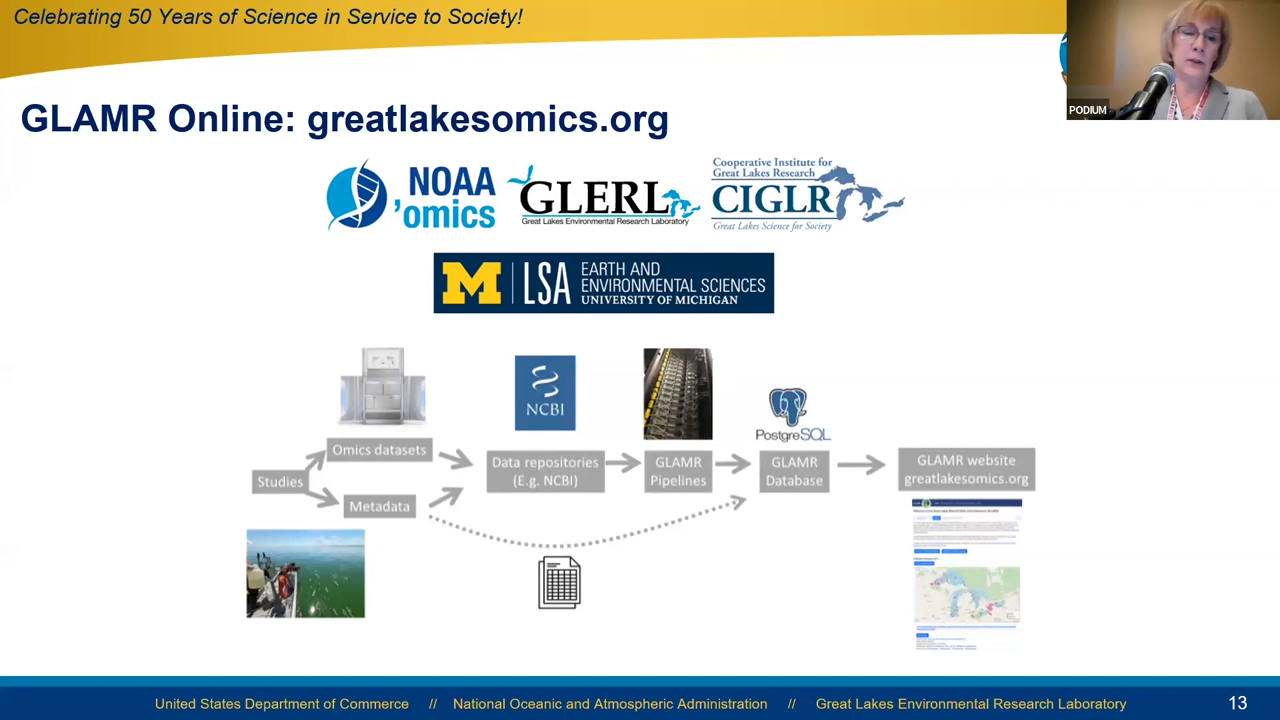 Celebrating 50 Years of Science in Service to Society!
PODIUM
GLAMR Online: greatlakesomics.org
NOAA
'omics
GLERL
Great Lakes Environmental Research Laboratory
Cooperative Institute for
Great Lakes Research
CIGLR
Great Lakes Science for Society
M LSA
EARTH AND
ENVIRONMENTAL SCIENCES
UNIVERSITY OF MICHIGAN
NCBI
PostgreSQL
Studies
Omics datasets
Metadata
Data repositories
(E.g. NCBI)
GLAMR
Pipelines
GLAMR
Database
GLAMR website
greatlakesomics.org
United States Department of Commerce // National Oceanic and Atmospheric Administration // Great Lakes Environmental Research Laboratory
13